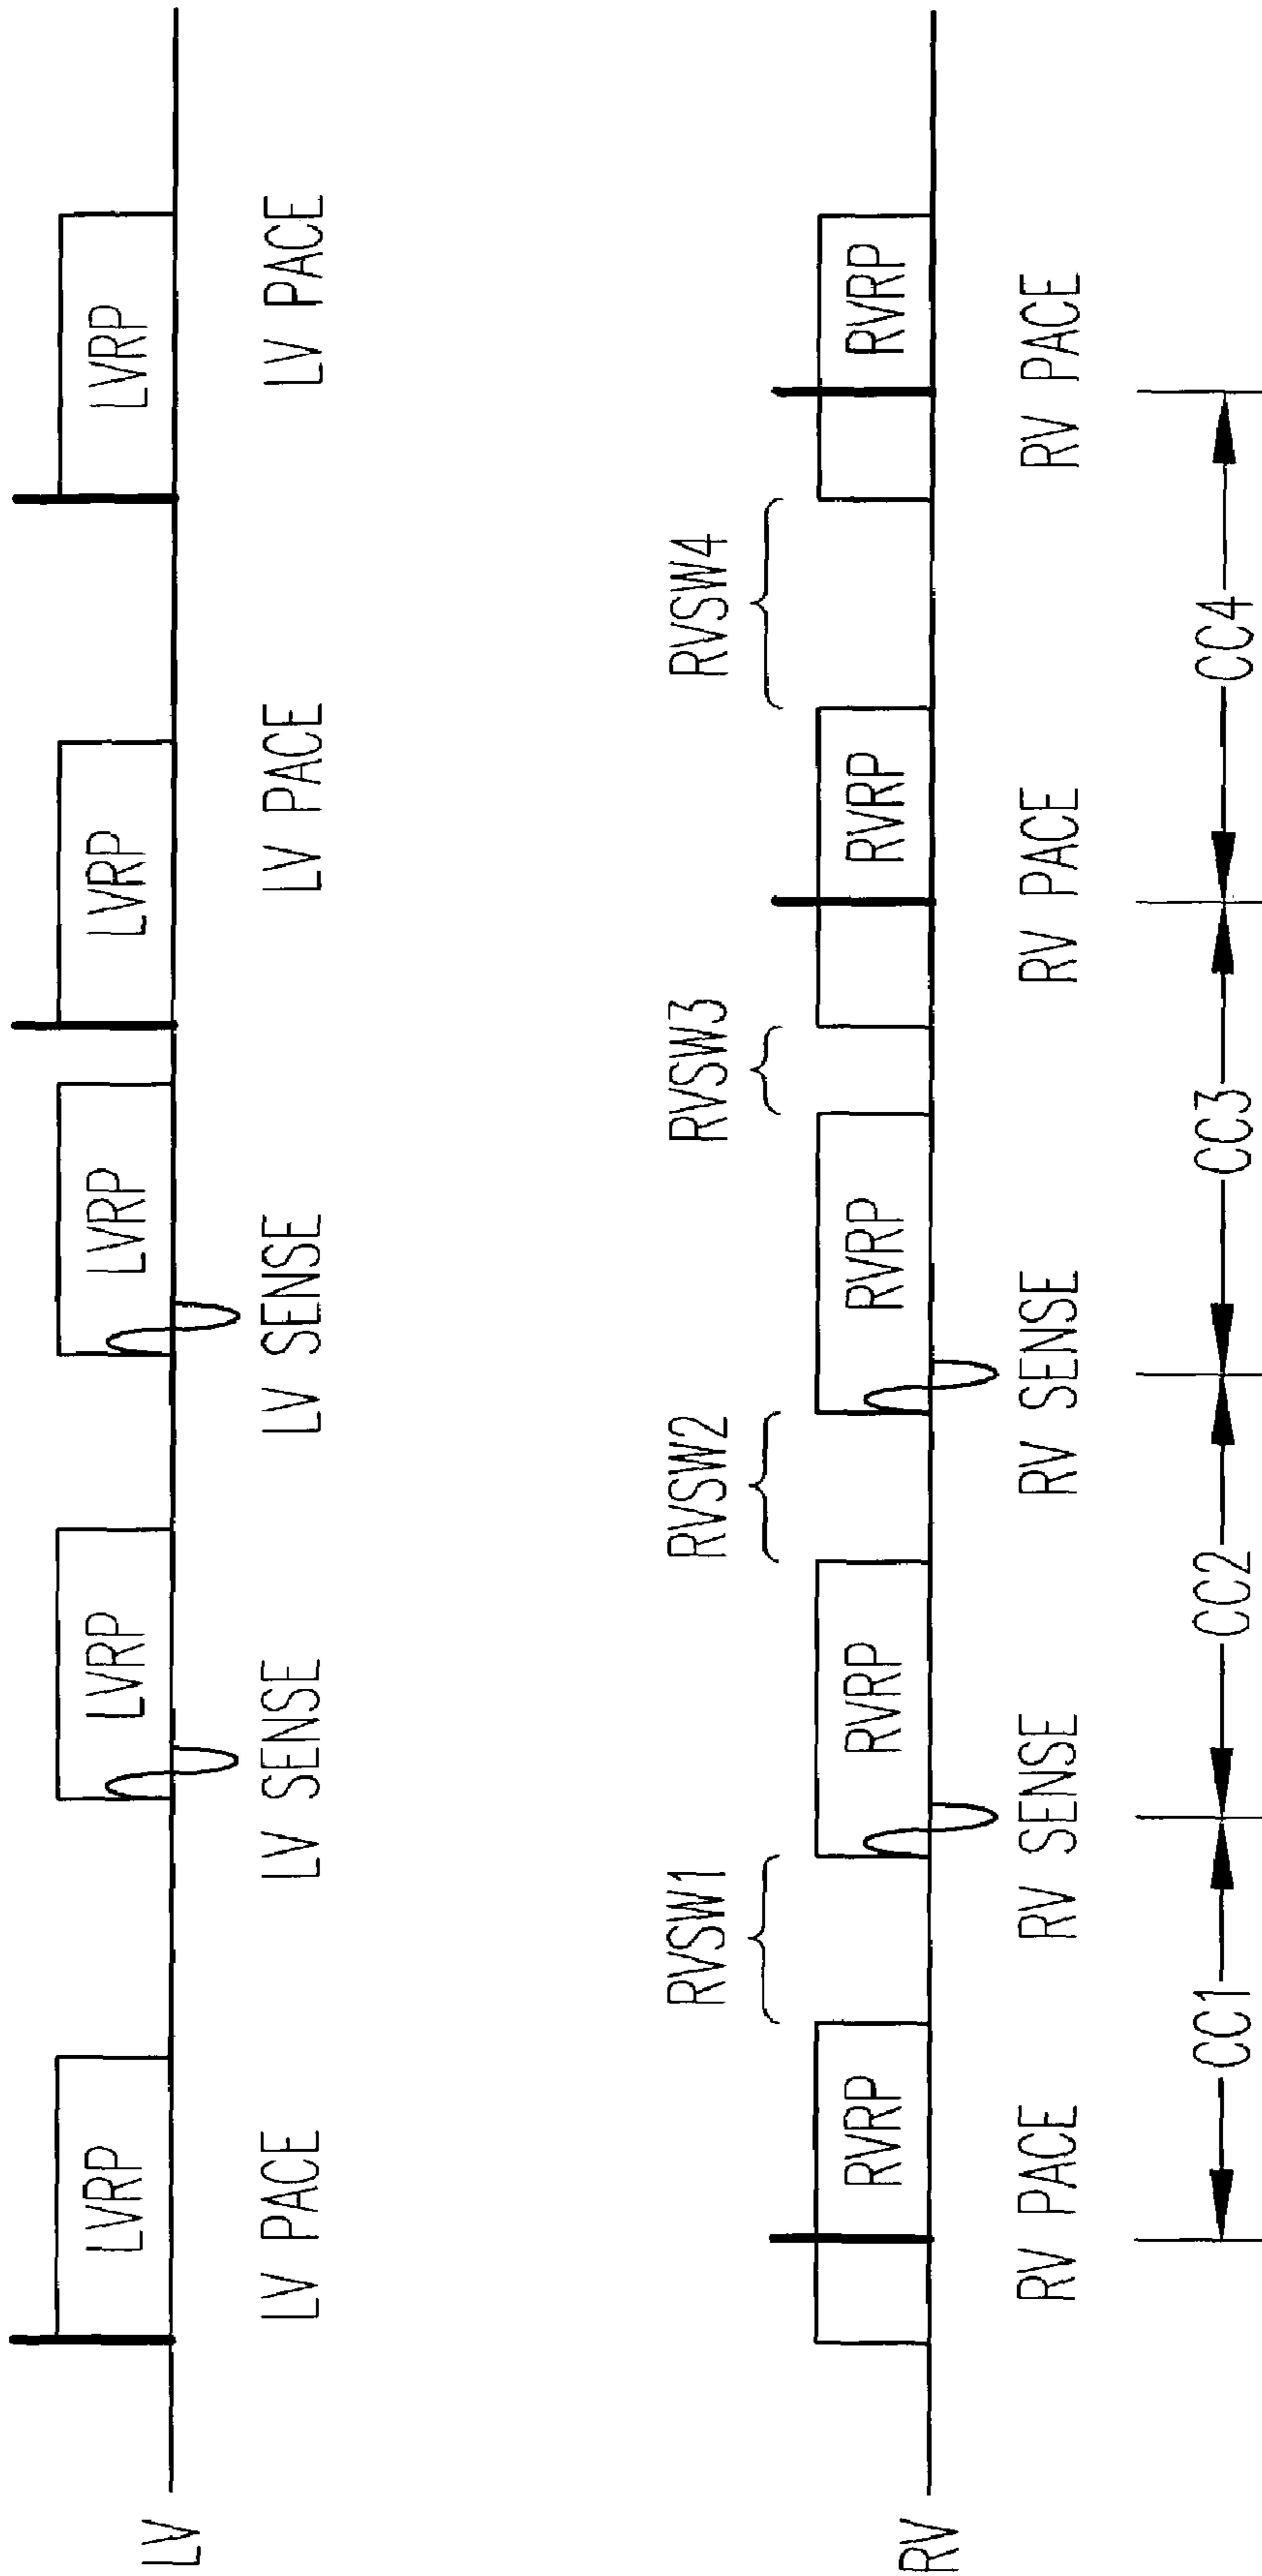 LV
LVRP
LVRP
LVRP
LVRP
LVRP
LV PACE
LV SENSE
LV SENSE
LV PACE
LV PACE
RVSW1
RVSW2
RVSW3
RVSW4
RV
RVRP
RVRP
RVRP
RVRP
RVRP
RV PACE
RV SENSE
RV SENSE
RV PACE
RV PACE
CC1
CC2
CC3
CC4